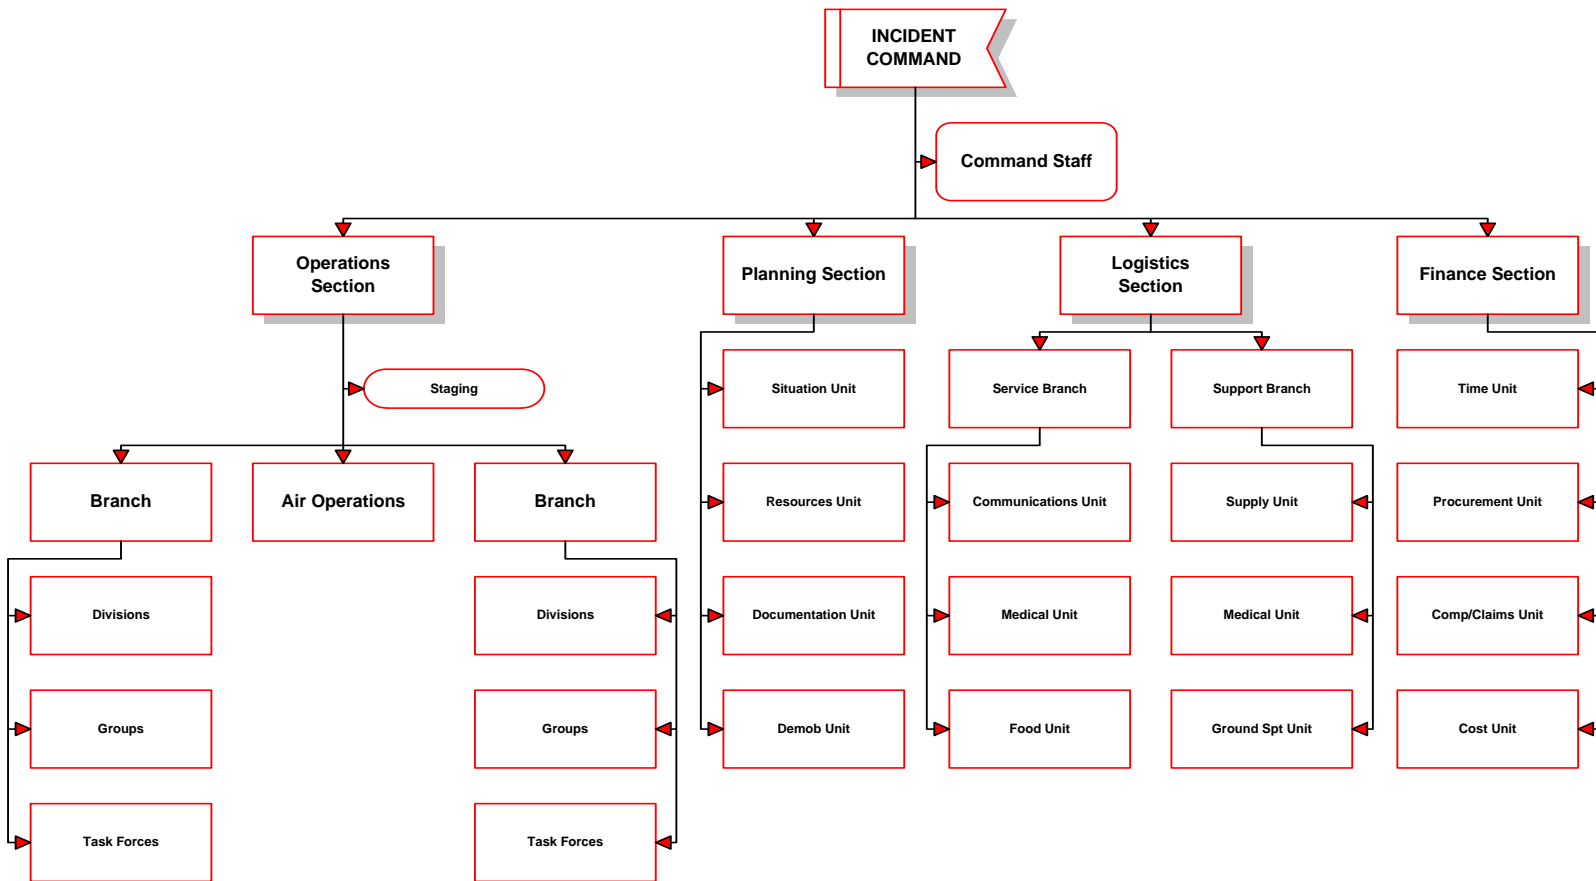 INCIDENT
COMMAND
Command Staff
Operations
Section
Planning Section
Logistics
Section
Finance Section
Situation Unit
Service Branch
Support Branch
Time Unit
Staging
Branch
Air Operations
Branch
Resources Unit
Communications Unit
Supply Unit
Procurement Unit
Divisions
Divisions
Documentation Unit
Medical Unit
Medical Unit
Comp/Claims Unit
Groups
Groups
Demob Unit
Food Unit
Ground Spt Unit
Cost Unit
Task Forces
Task Forces